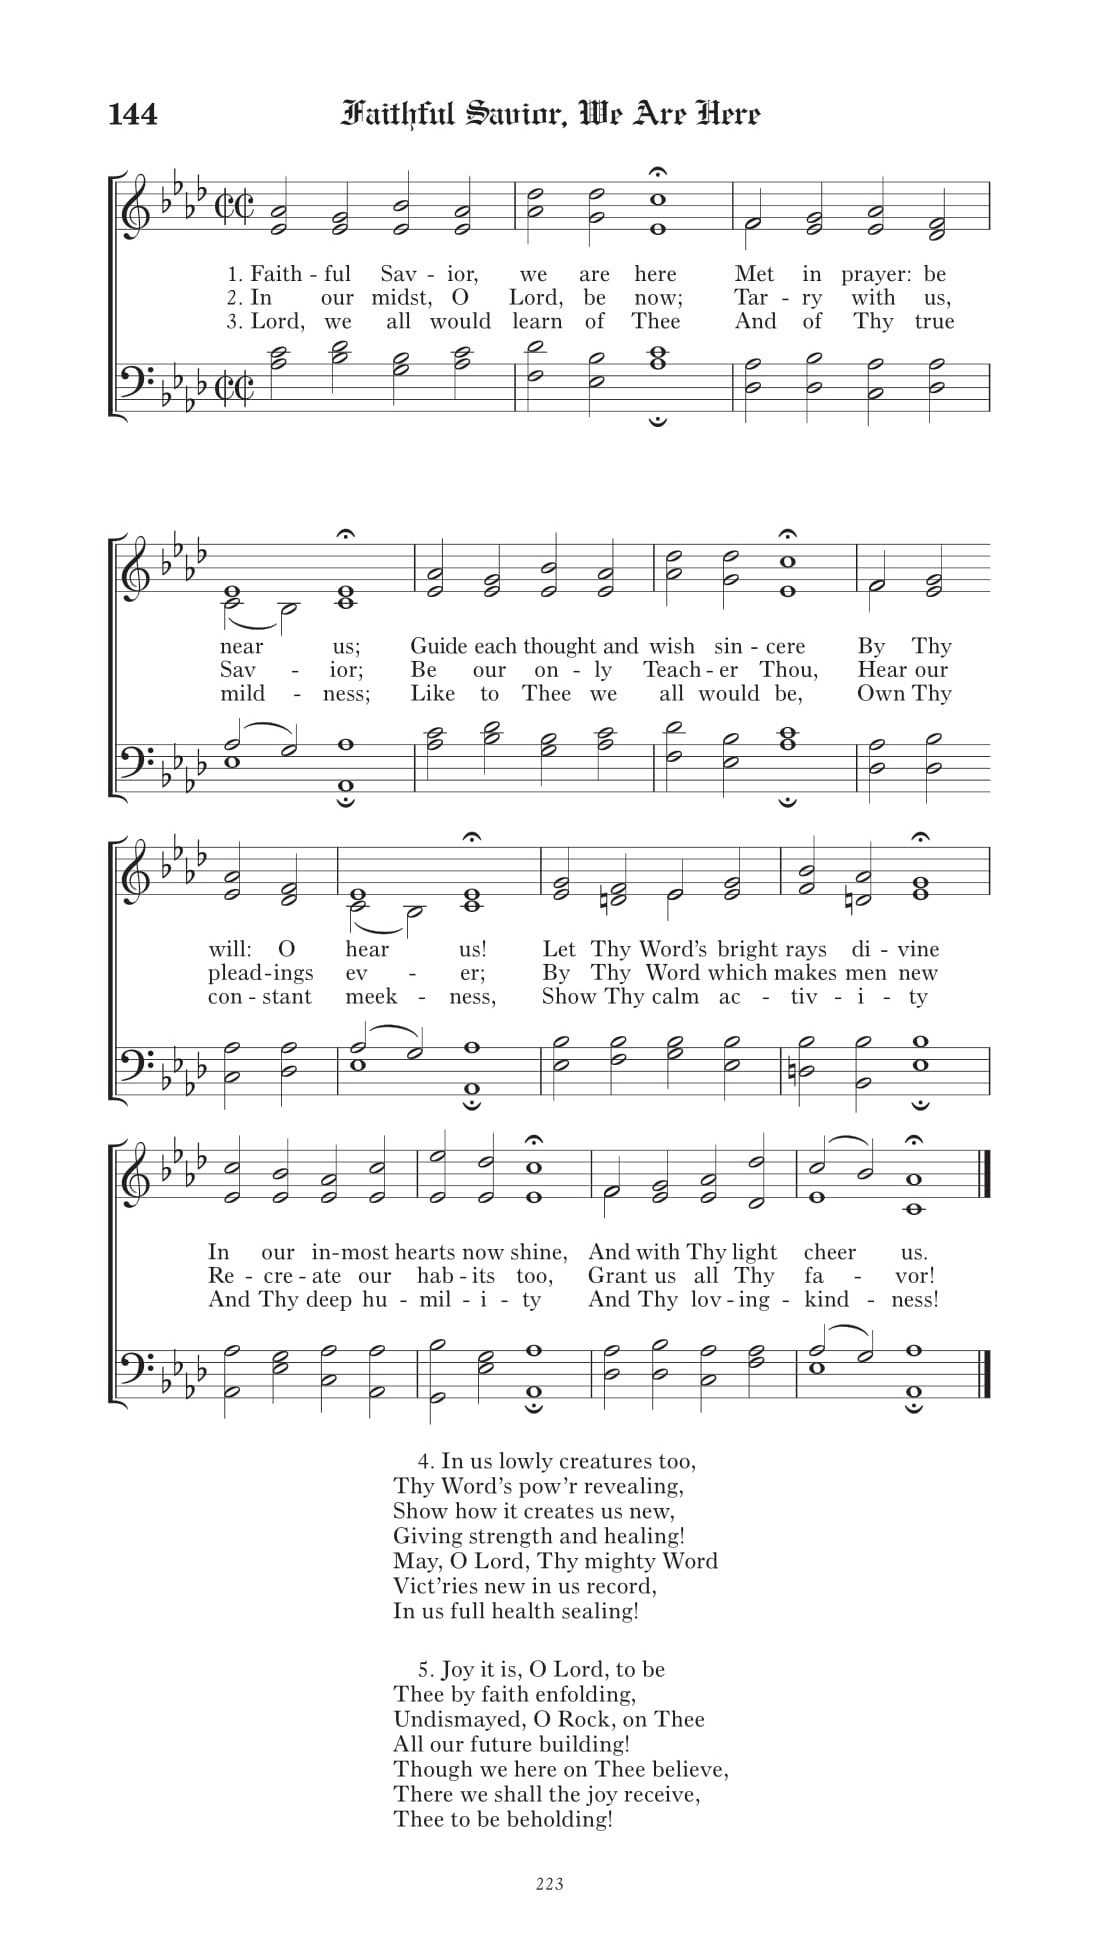 144 Faithful Savior, We Are Here
1. Faith - ful Sav - ior, we are here Met in prayer: be
2. In our midst, O Lord, be now; Tar - ry with us,
3. Lord, we all would learn of Thee And of Thy true
near us; Guide each thought and wish sin - cere By Thy
Sav - ior; Be our on - ly Teach - er Thou, Hear our
mild - ness; Like to Thee we all would be, Own Thy
will: O hear us! Let Thy Word's bright rays di - vine
plead - ings ev - er; By Thy Word which makes men new
con - stant meek - ness, Show Thy calm ac - tiv - i - ty
In our in - most hearts now shine, And with Thy light cheer us.
Re - cre - ate our hab - its too, Grant us all Thy fa - vor!
And Thy deep hu - mil - i - ty And Thy lov - ing - kind - ness!
4. In us lowly creatures too,
Thy Word's pow'r revealing,
Show how it creates us new,
Giving strength and healing!
May, O Lord, Thy mighty Word
Vict'ries new in us record,
In us full health sealing!
5. Joy it is, O Lord, to be
Thee by faith enfolding,
Undismayed, O Rock, on Thee
All our future building!
Though we here on Thee believe,
There we shall the joy receive,
Thee to be beholding!
223